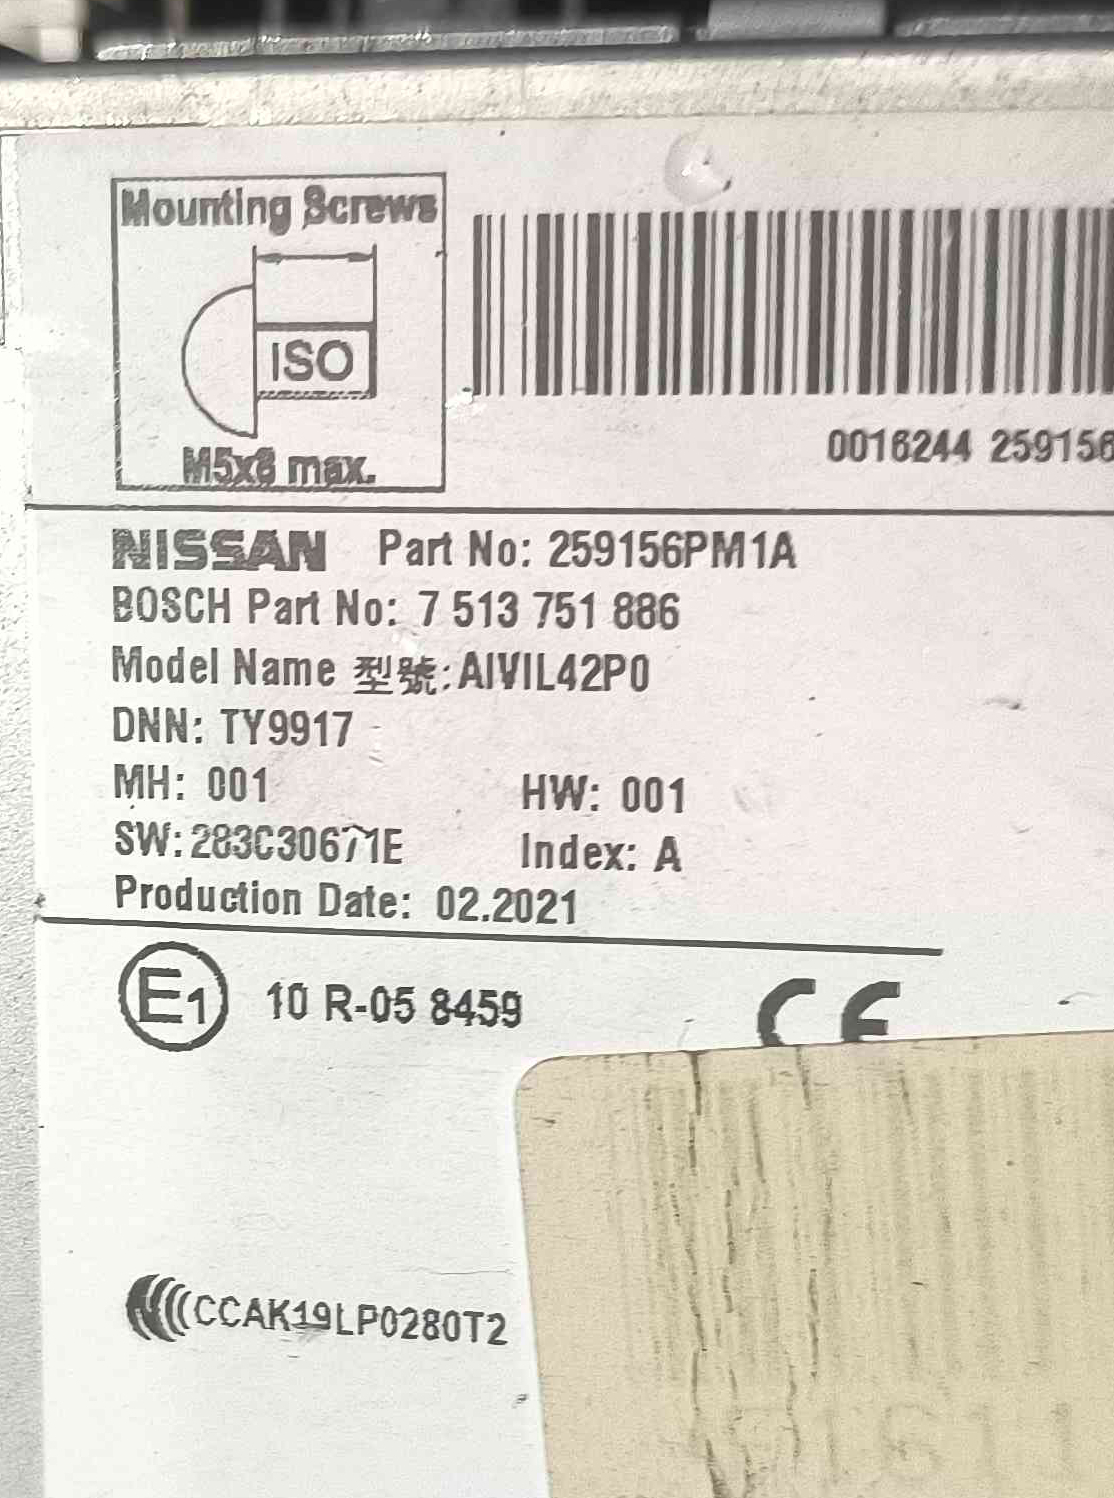 Mounting Screws
ISO
M5x8 max.
0016244 259156
NISSAN Part No: 259156PM1A
BOSCH Part No: 7 513 751 886
Model Name 型號: AIVIL42P0
DNN: TY9917
MH: 001 HW: 001
SW: 283C30671E Index: A
Production Date: 02.2021
E1 10 R-05 8459
CE
CCAK19LP0280T2